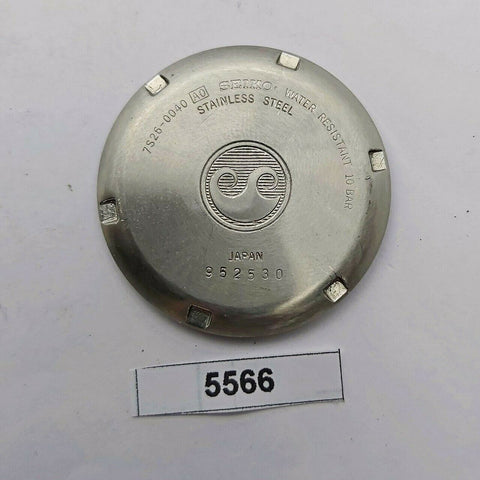 7S26-0040 A0 SEIKO WATER RESISTANT 10 BAR
STAINLESS STEEL
JAPAN
952530
5566